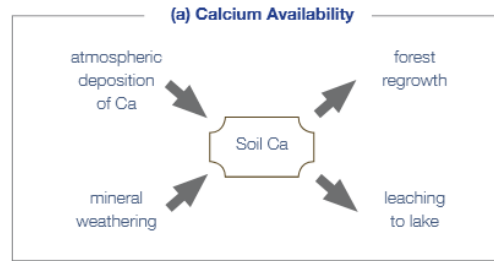 (a) Calcium Availability
atmospheric
deposition
of Ca
forest
regrowth
Soil Ca
mineral
weathering
leaching
to lake